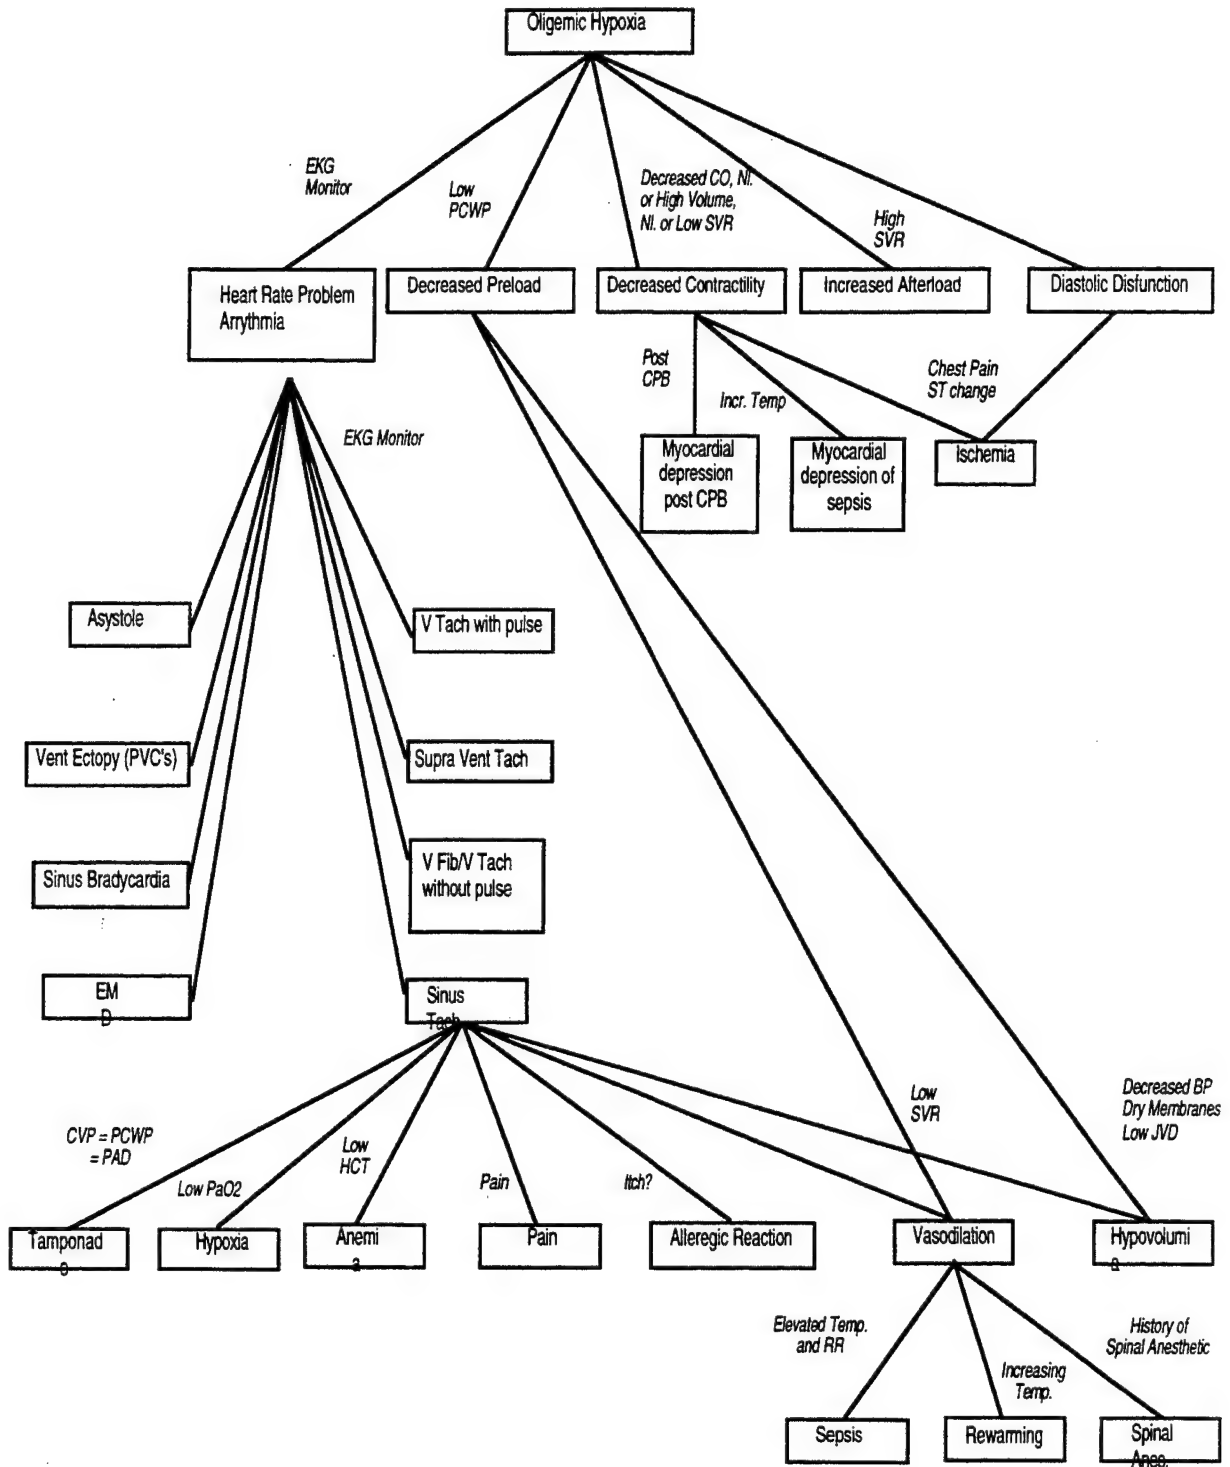 Oligemic Hypoxia
EKG
Monitor
Low
PCWP
Decreased CO, Nl.
or High Volume,
Nl. or Low SVR
High
SVR
Heart Rate Problem
Arrythmia
Decreased Preload
Decreased Contractility
Increased Afterload
Diastolic Disfunction
Post
CPB
Incr. Temp
Chest Pain
ST change
EKG Monitor
Myocardial
depression
post CPB
Myocardial
depression of
sepsis
Ischemia
Asystole
V Tach with pulse
Vent Ectopy (PVC's)
Supra Vent Tach
Sinus Bradycardia
V Fib/V Tach
without pulse
EM
D
Sinus
Tach
CVP = PCWP
= PAD
Low PaO2
Low
HCT
Pain
Itch?
Low
SVR
Decreased BP
Dry Membranes
Low JVD
Tamponad
e
Hypoxia
Anemi
a
Pain
Alleregic Reaction
Vasodilation
Hypovolumi
a
Elevated Temp.
and RR
Increasing
Temp.
History of
Spinal Anesthetic
Sepsis
Rewarming
Spinal
Anes.